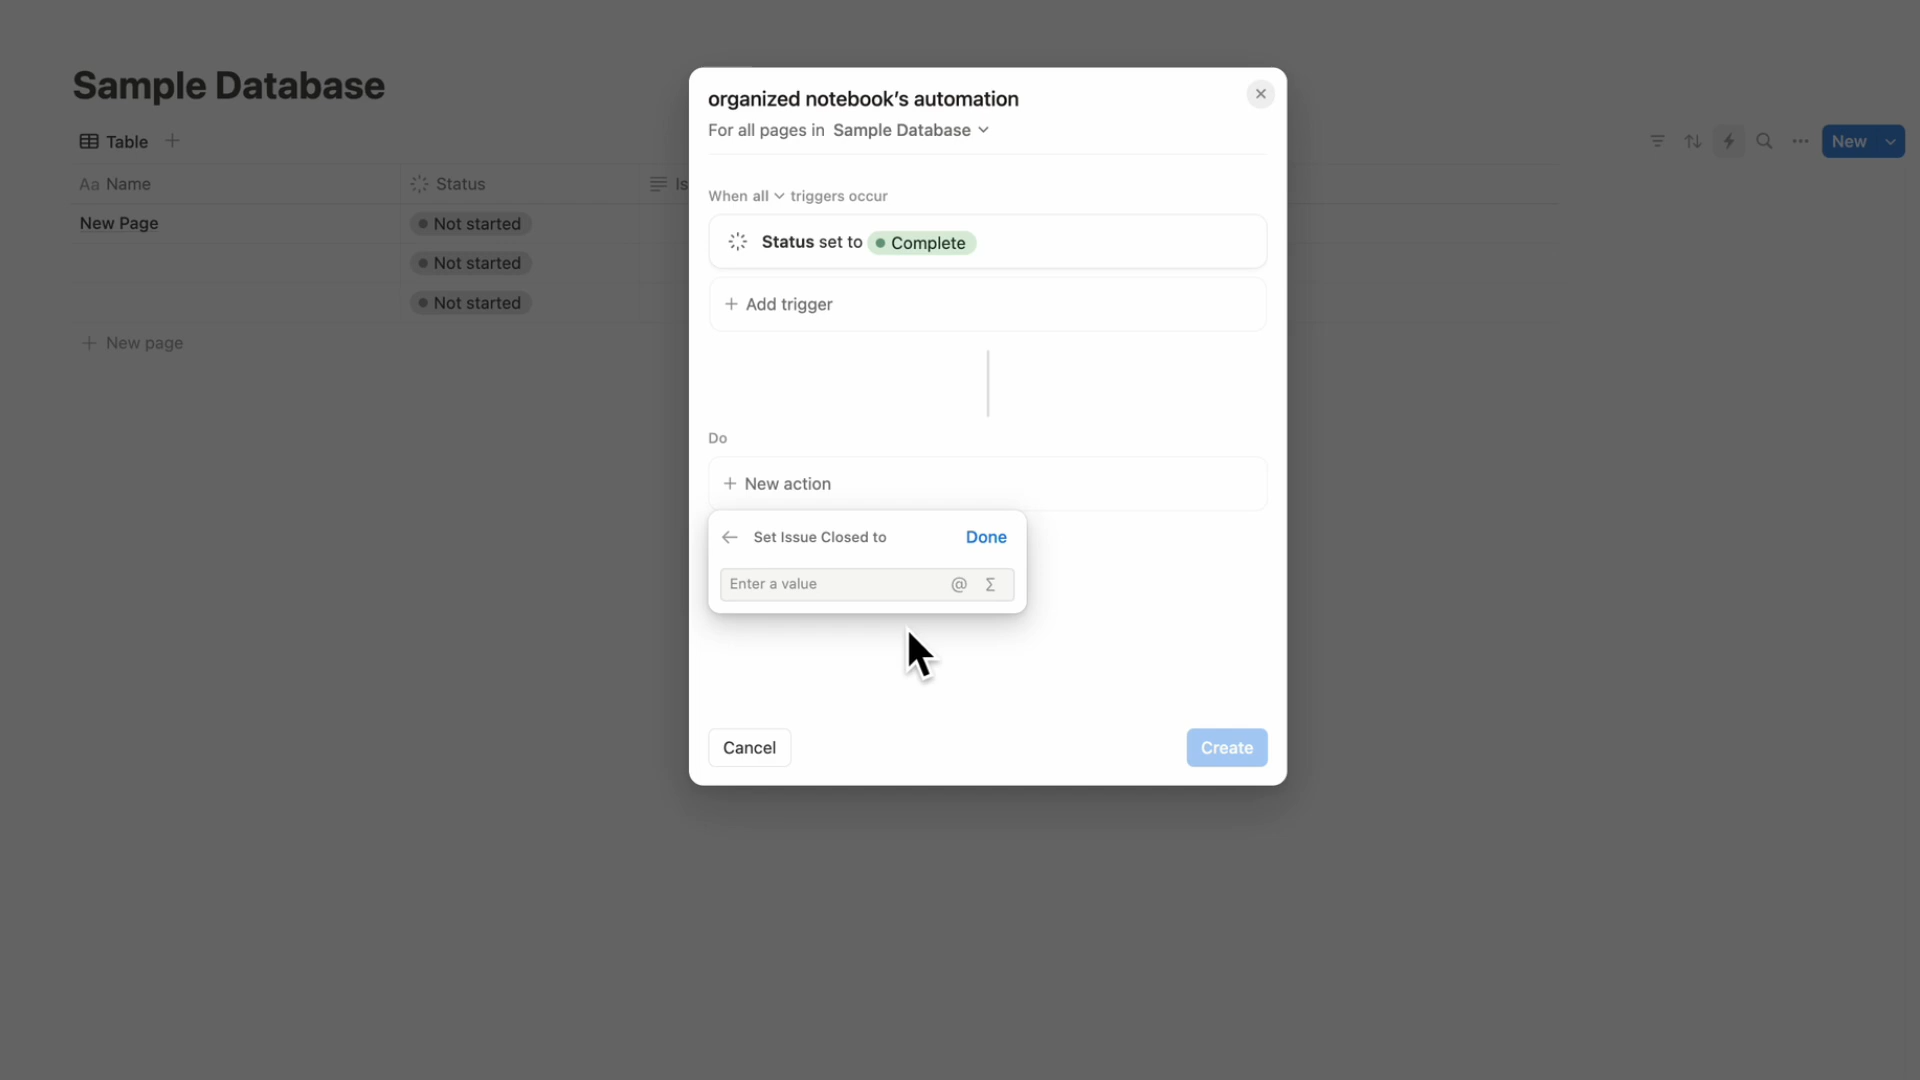 Sample Database
Table
New
Aa Name
Status
Is
New Page
Not started
Not started
Not started
New page
organized notebook's automation
For all pages in Sample Database
When all triggers occur
Status set to Complete
Add trigger
Do
New action
Set Issue Closed to
Done
Enter a value @ Σ
Cancel
Create